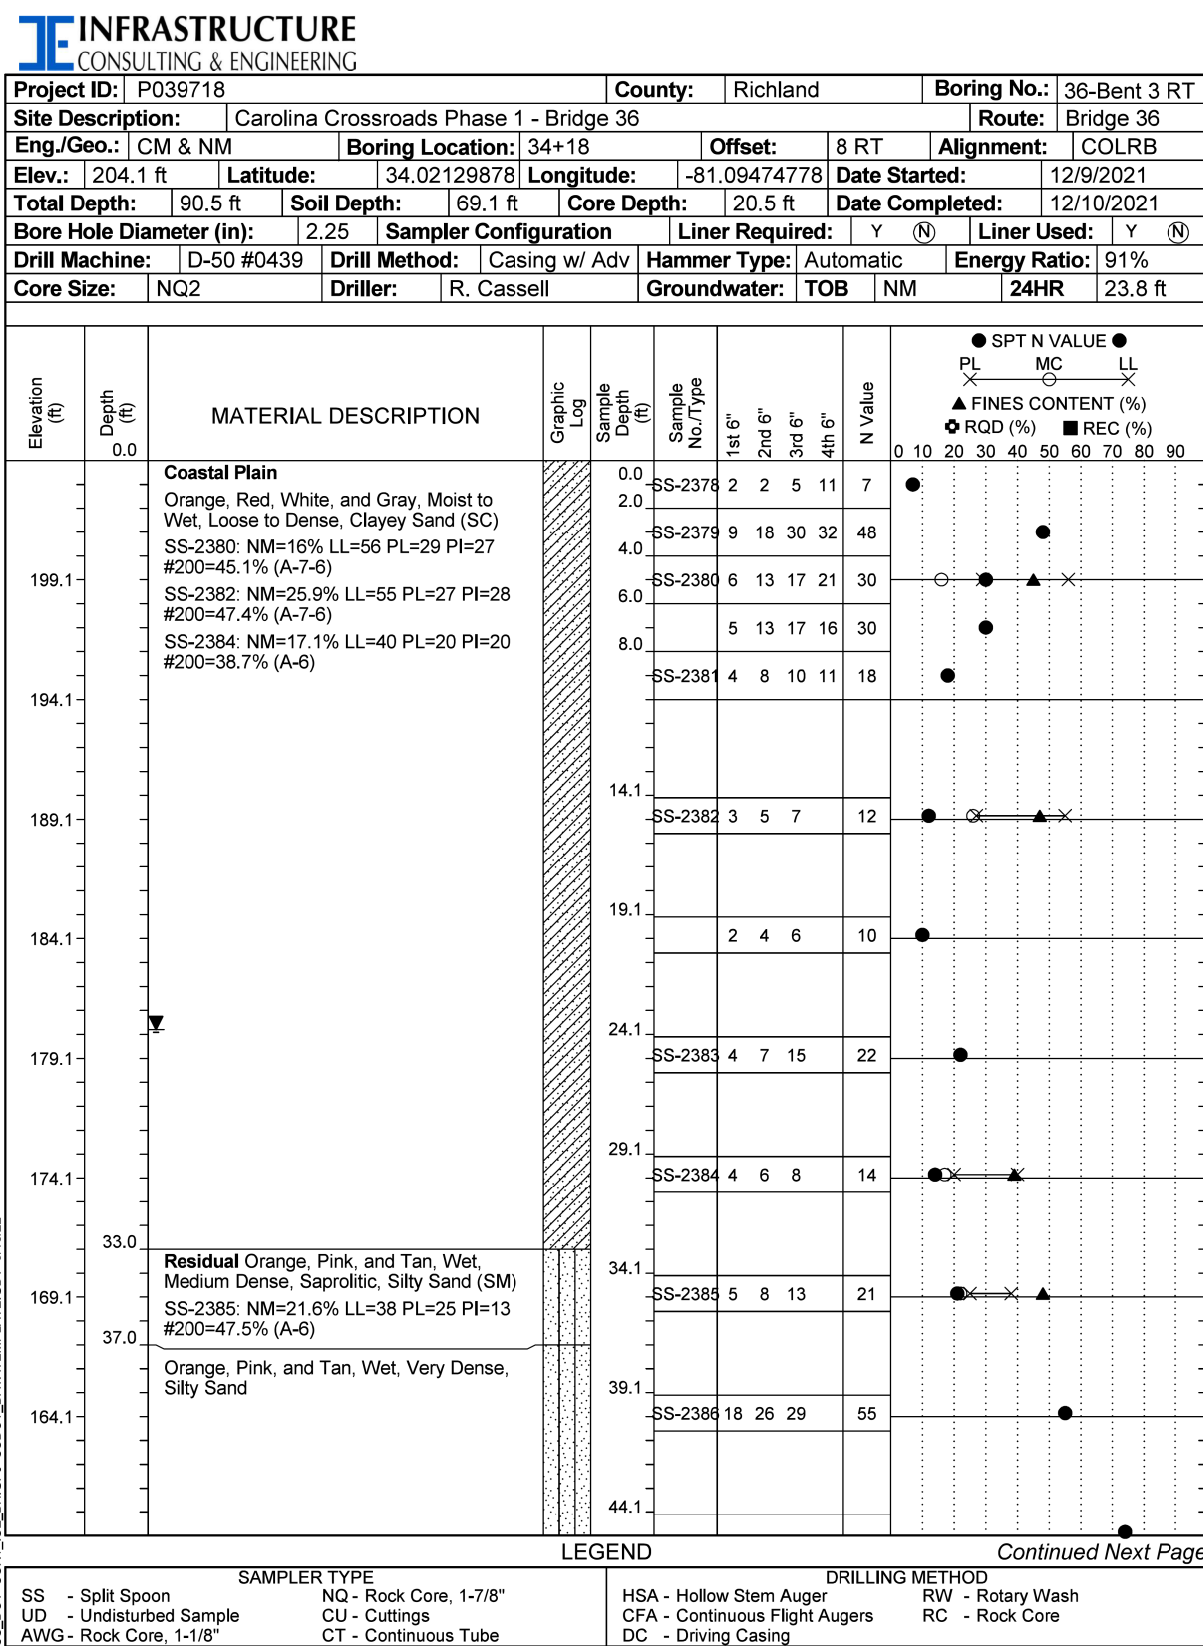 INFRASTRUCTURE
CONSULTING & ENGINEERING
Project ID: P039718 County: Richland Boring No.: 36-Bent 3 RT
Site Description: Carolina Crossroads Phase 1 - Bridge 36 Route: Bridge 36
Eng./Geo.: CM & NM Boring Location: 34+18 Offset: 8 RT Alignment: COLRB
Elev.: 204.1 ft Latitude: 34.02129878 Longitude: -81.09474778 Date Started: 12/9/2021
Total Depth: 90.5 ft Soil Depth: 69.1 ft Core Depth: 20.5 ft Date Completed: 12/10/2021
Bore Hole Diameter (in): 2.25 Sampler Configuration Liner Required: Y N Liner Used: Y N
Drill Machine: D-50 #0439 Drill Method: Casing w/ Adv Hammer Type: Automatic Energy Ratio: 91%
Core Size: NQ2 Driller: R. Cassell Groundwater: TOB NM 24HR 23.8 ft
Elevation (ft)
Depth (ft)
0.0
MATERIAL DESCRIPTION
Graphic Log
Sample Depth (ft)
Sample No./Type
1st 6"
2nd 6"
3rd 6"
4th 6"
N Value
● SPT N VALUE ●
PL MC LL
▲ FINES CONTENT (%)
RQD (%) ■ REC (%)
0 10 20 30 40 50 60 70 80 90
Coastal Plain
Orange, Red, White, and Gray, Moist to
Wet, Loose to Dense, Clayey Sand (SC)
SS-2380: NM=16% LL=56 PL=29 PI=27
#200=45.1% (A-7-6)
SS-2382: NM=25.9% LL=55 PL=27 PI=28
#200=47.4% (A-7-6)
SS-2384: NM=17.1% LL=40 PL=20 PI=20
#200=38.7% (A-6)
0.0
SS-2378 2 2 5 11 7
2.0
SS-2379 9 18 30 32 48
4.0
199.1
SS-2380 6 13 17 21 30
6.0
5 13 17 16 30
8.0
SS-2381 4 8 10 11 18
194.1
14.1
189.1
SS-2382 3 5 7 12
19.1
184.1
2 4 6 10
24.1
179.1
SS-2383 4 7 15 22
29.1
174.1
SS-2384 4 6 8 14
33.0
Residual Orange, Pink, and Tan, Wet,
Medium Dense, Saprolitic, Silty Sand (SM)
SS-2385: NM=21.6% LL=38 PL=25 PI=13
#200=47.5% (A-6)
34.1
169.1
SS-2385 5 8 13 21
37.0
Orange, Pink, and Tan, Wet, Very Dense,
Silty Sand
39.1
164.1
SS-2386 18 26 29 55
44.1
LEGEND
Continued Next Page
SAMPLER TYPE
SS - Split Spoon NQ - Rock Core, 1-7/8"
UD - Undisturbed Sample CU - Cuttings
AWG - Rock Core, 1-1/8" CT - Continuous Tube
DRILLING METHOD
HSA - Hollow Stem Auger RW - Rotary Wash
CFA - Continuous Flight Augers RC - Rock Core
DC - Driving Casing